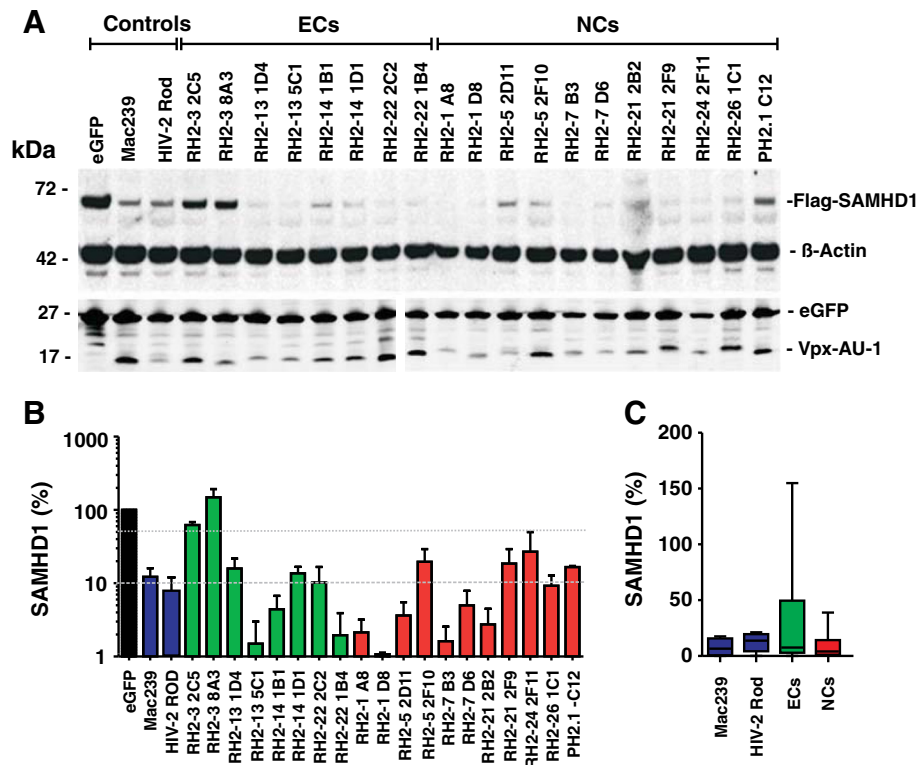 A
Controls
ECs
NCs
kDa
eGFP
Mac239
HIV-2 Rod
RH2-3 2C5
RH2-3 8A3
RH2-13 1D4
RH2-13 5C1
RH2-14 1B1
RH2-14 1D1
RH2-22 2C2
RH2-22 1B4
RH2-1 A8
RH2-1 D8
RH2-5 2D11
RH2-5 2F10
RH2-7 B3
RH2-7 D6
RH2-21 2B2
RH2-21 2F9
RH2-24 2F11
RH2-26 1C1
PH2.1 C12
72 -
-Flag-SAMHD1
42 -
- ß-Actin
27 -
- eGFP
17 -
- Vpx-AU-1
B
SAMHD1 (%)
1000
100
10
1
eGFP
Mac239
HIV-2 ROD
RH2-3 2C5
RH2-3 8A3
RH2-13 1D4
RH2-13 5C1
RH2-14 1B1
RH2-14 1D1
RH2-22 2C2
RH2-22 1B4
RH2-1 A8
RH2-1 D8
RH2-5 2D11
RH2-5 2F10
RH2-7 B3
RH2-7 D6
RH2-21 2B2
RH2-21 2F9
RH2-24 2F11
RH2-26 1C1
PH2.1 -C12
C
SAMHD1 (%)
200
150
100
50
0
Mac239
HIV-2 Rod
ECs
NCs